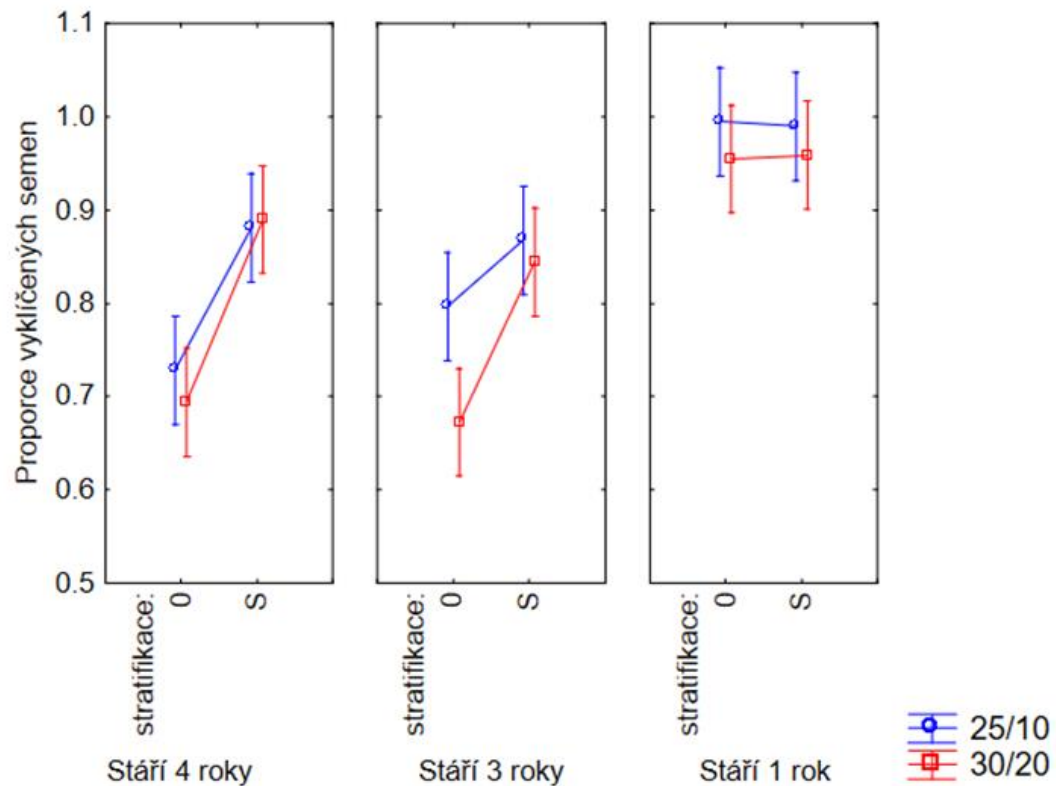 Proporce vyklíčených semen
1.1
1.0
0.9
0.8
0.7
0.6
0.5
stratifikace: 0 S
stratifikace: 0 S
stratifikace: 0 S
Stáří 4 roky
Stáří 3 roky
Stáří 1 rok
25/10
30/20